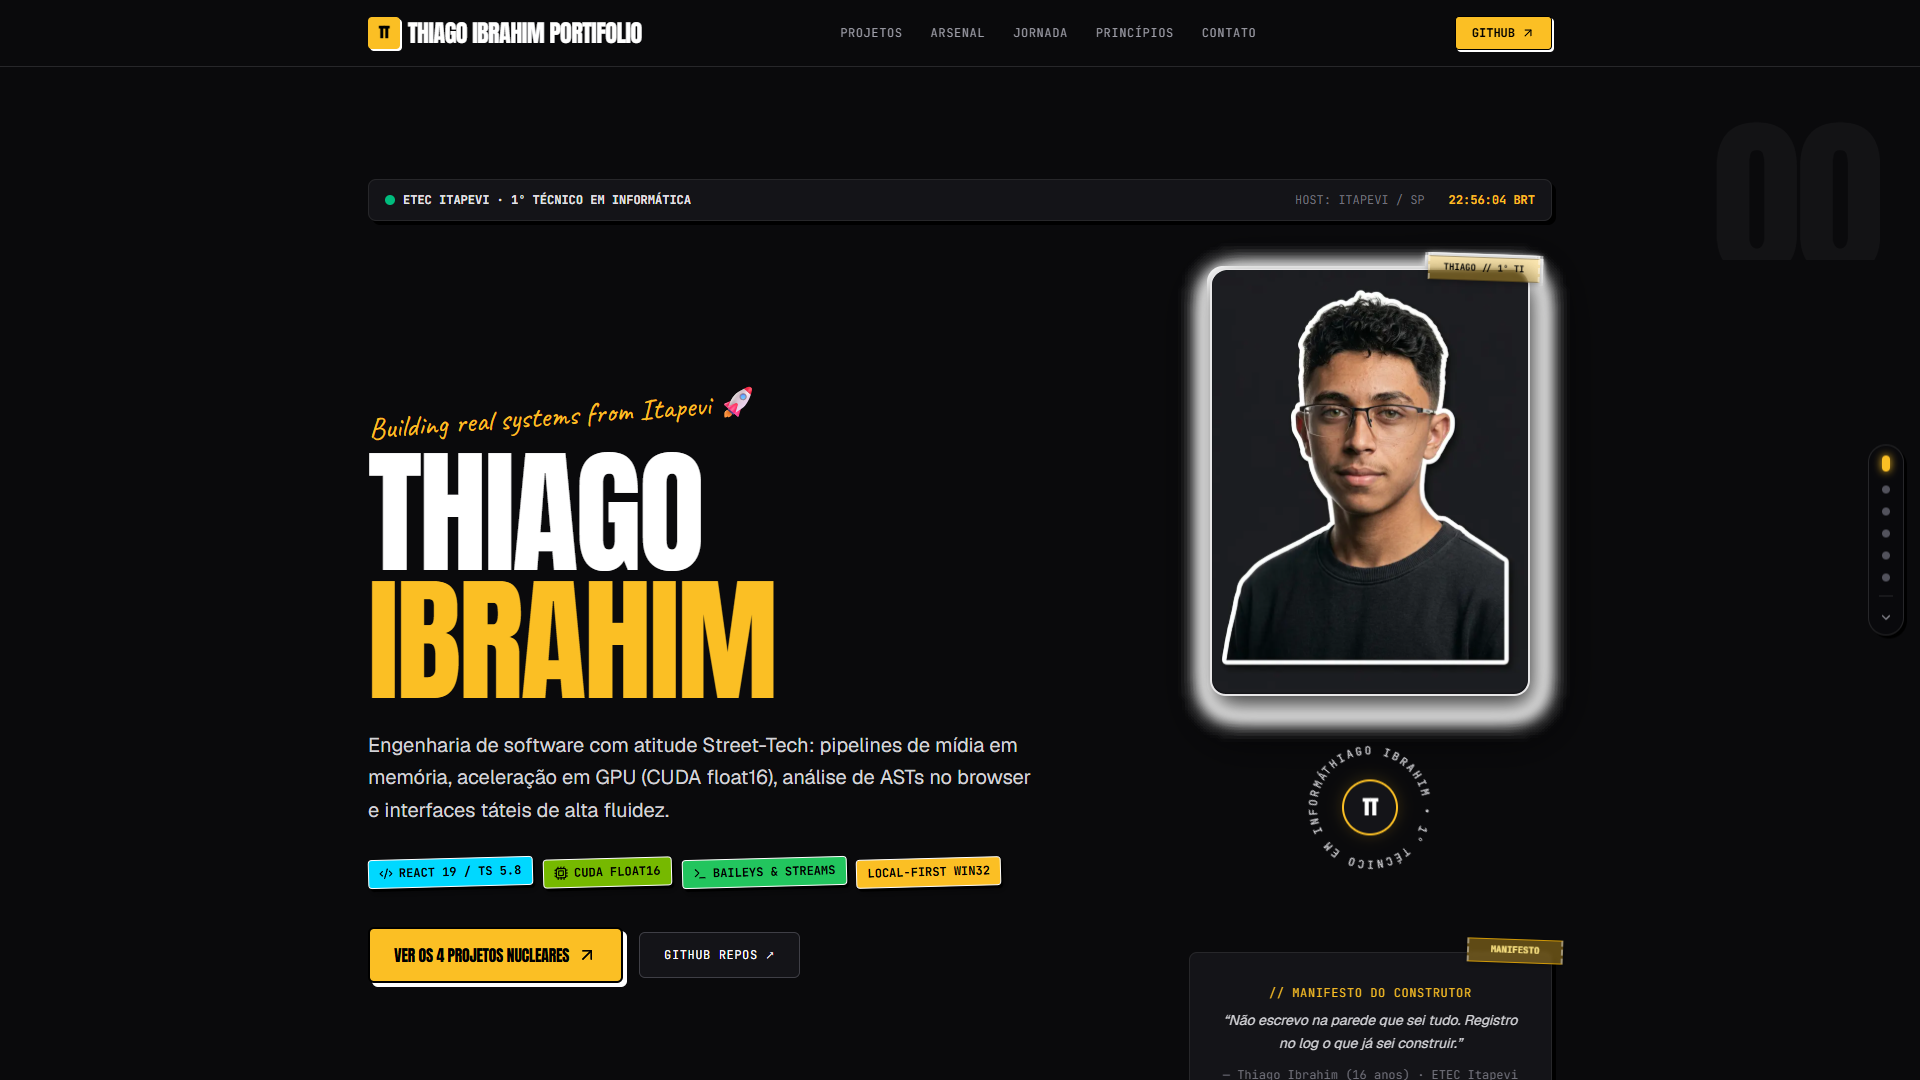 π THIAGO IBRAHIM PORTIFOLIO
PROJETOS
ARSENAL
JORNADA
PRINCÍPIOS
CONTATO
GITHUB
00
ETEC ITAPEVI · 1º TÉCNICO EM INFORMÁTICA
HOST: ITAPEVI / SP
22:56:04 BRT
THIAGO // 1º TI
Building real systems from Itapevi 🚀
THIAGO
IBRAHIM
Engenharia de software com atitude Street-Tech: pipelines de mídia em
memória, aceleração em GPU (CUDA float16), análise de ASTs no browser
e interfaces táteis de alta fluidez.
</> REACT 19 / TS 5.8
CUDA FLOAT16
>_ BAILEYS & STREAMS
LOCAL-FIRST WIN32
VER OS 4 PROJETOS NUCLEARES
GITHUB REPOS ↗
THIAGO IBRAHIM • 1º TÉCNICO EM INFORMÁ
π
MANIFESTO
// MANIFESTO DO CONSTRUTOR
“Não escrevo na parede que sei tudo. Registro
no log o que já sei construir.”
— Thiago Ibrahim (16 anos) · ETEC Itapevi